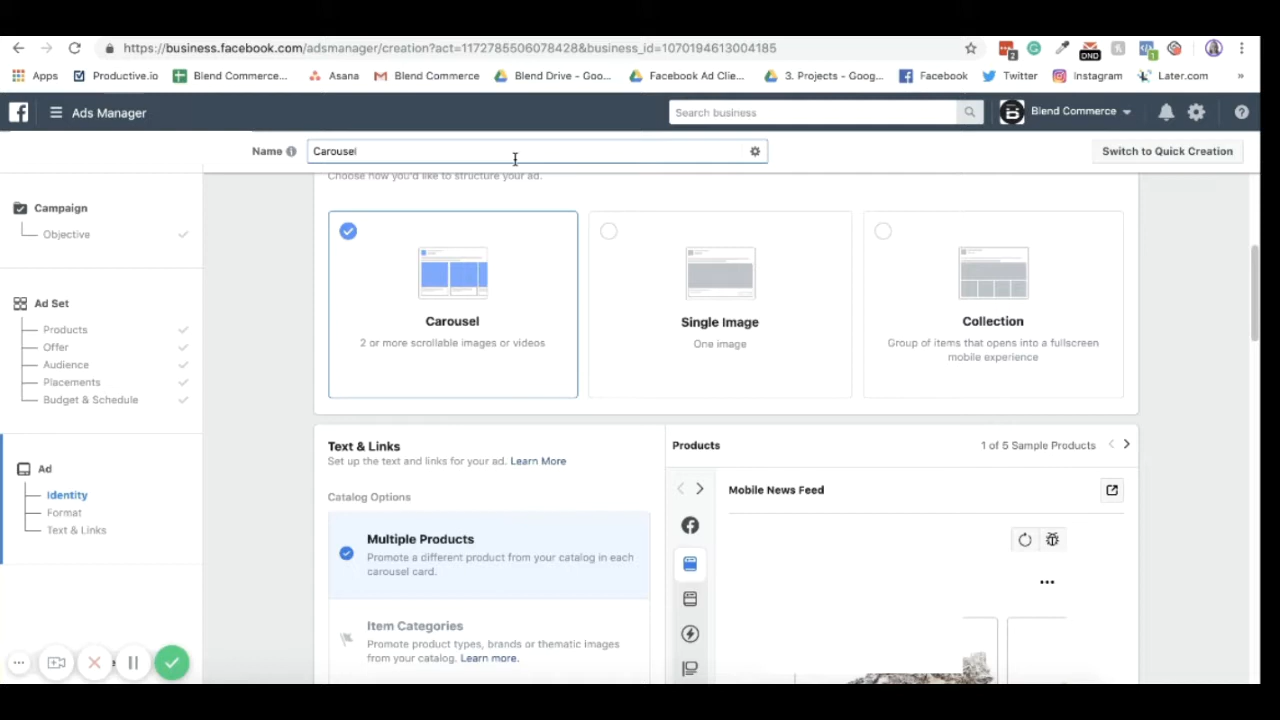 https://business.facebook.com/adsmanager/creation?act=1172785506078428&business_id=1070194613004185
2
DND
1
Apps
Productive.io
Blend Commerce...
Asana
Blend Commerce
Blend Drive - Goo...
Facebook Ad Clie...
3. Projects - Goog...
Facebook
Twitter
Instagram
Later.com
»
Ads Manager
Search business
Blend Commerce
Name
Carousel
Switch to Quick Creation
Choose how you'd like to structure your ad.
Campaign
Objective
Ad Set
Products
Offer
Audience
Placements
Budget & Schedule
Ad
Identity
Format
Text & Links
Carousel
2 or more scrollable images or videos
Single Image
One image
Collection
Group of items that opens into a fullscreen
mobile experience
Text & Links
Set up the text and links for your ad. Learn More
Catalog Options
Multiple Products
Promote a different product from your catalog in each
carousel card.
Item Categories
Promote product types, brands or thematic images
from your catalog. Learn more.
Products
1 of 5 Sample Products
Mobile News Feed